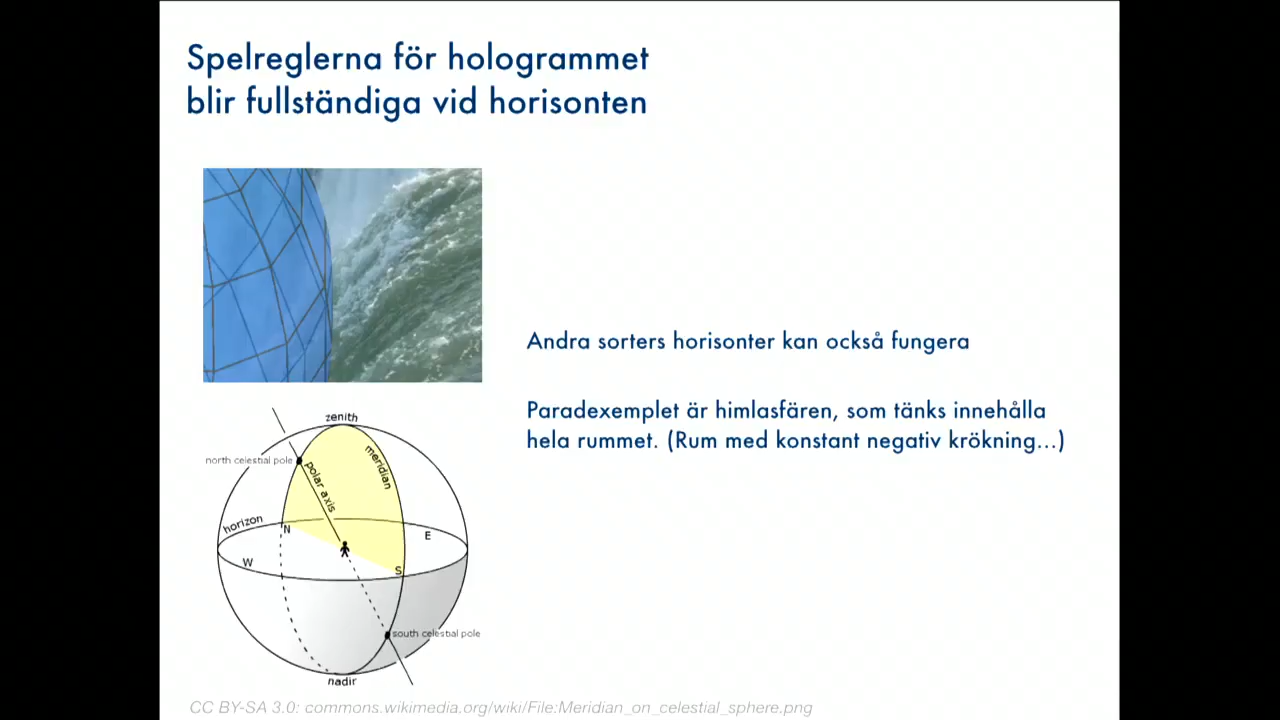 Spelreglerna för hologrammet
blir fullständiga vid horisonten
Andra sorters horisonter kan också fungera
Paradexemplet är himlasfären, som tänks innehålla
hela rummet. (Rum med konstant negativ krökning...)
zenith
north celestial pole
meridian
polar axis
horizon
N
E
W
S
south celestial pole
nadir
CC BY-SA 3.0: commons.wikimedia.org/wiki/File:Meridian_on_celestial_sphere.png